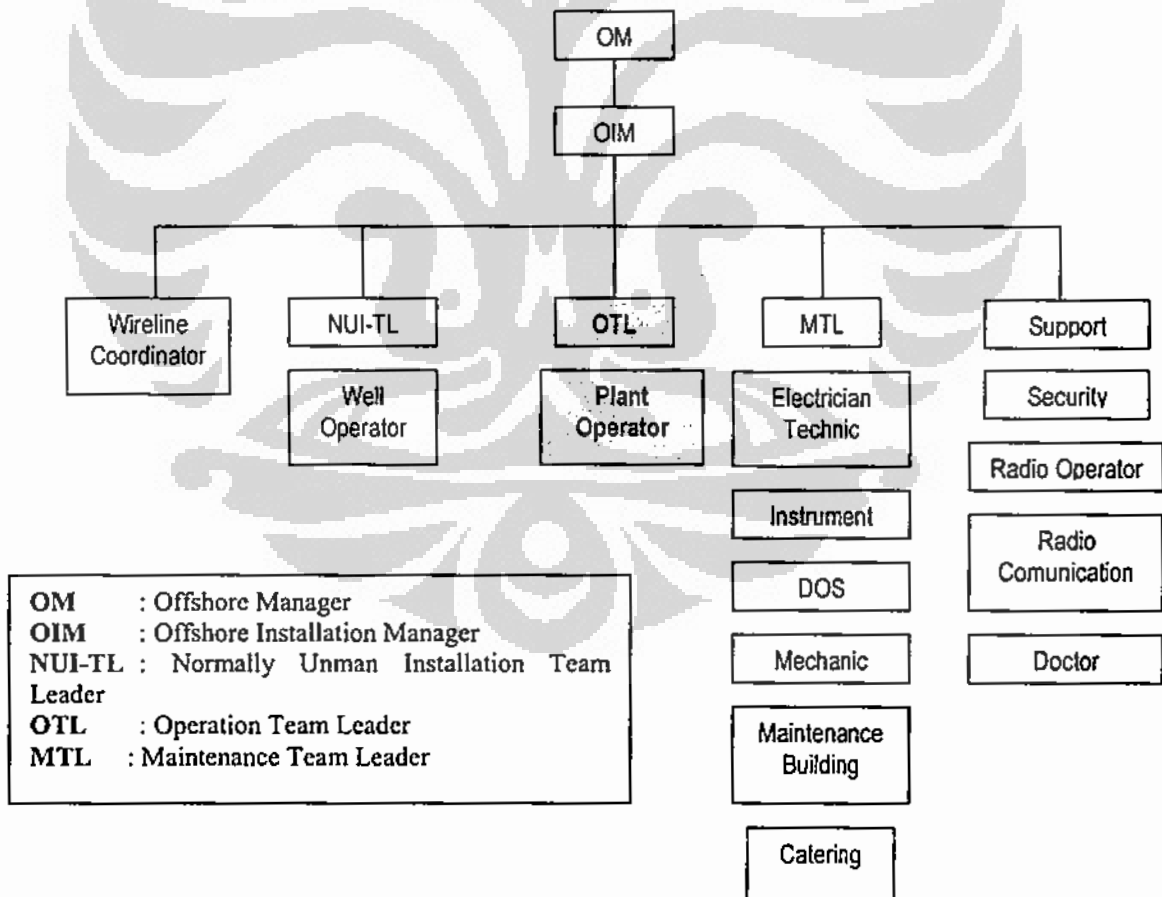 OM
OIM
Wireline
Coordinator
NUI-TL
OTL
MTL
Support
Well
Operator
Plant
Operator
Electrician
Technic
Security
Radio Operator
Instrument
Radio
Comunication
DOS
Mechanic
Doctor
Maintenance
Building
Catering
OM : Offshore Manager
OIM : Offshore Installation Manager
NUI-TL : Normally Unman Installation Team
Leader
OTL : Operation Team Leader
MTL : Maintenance Team Leader